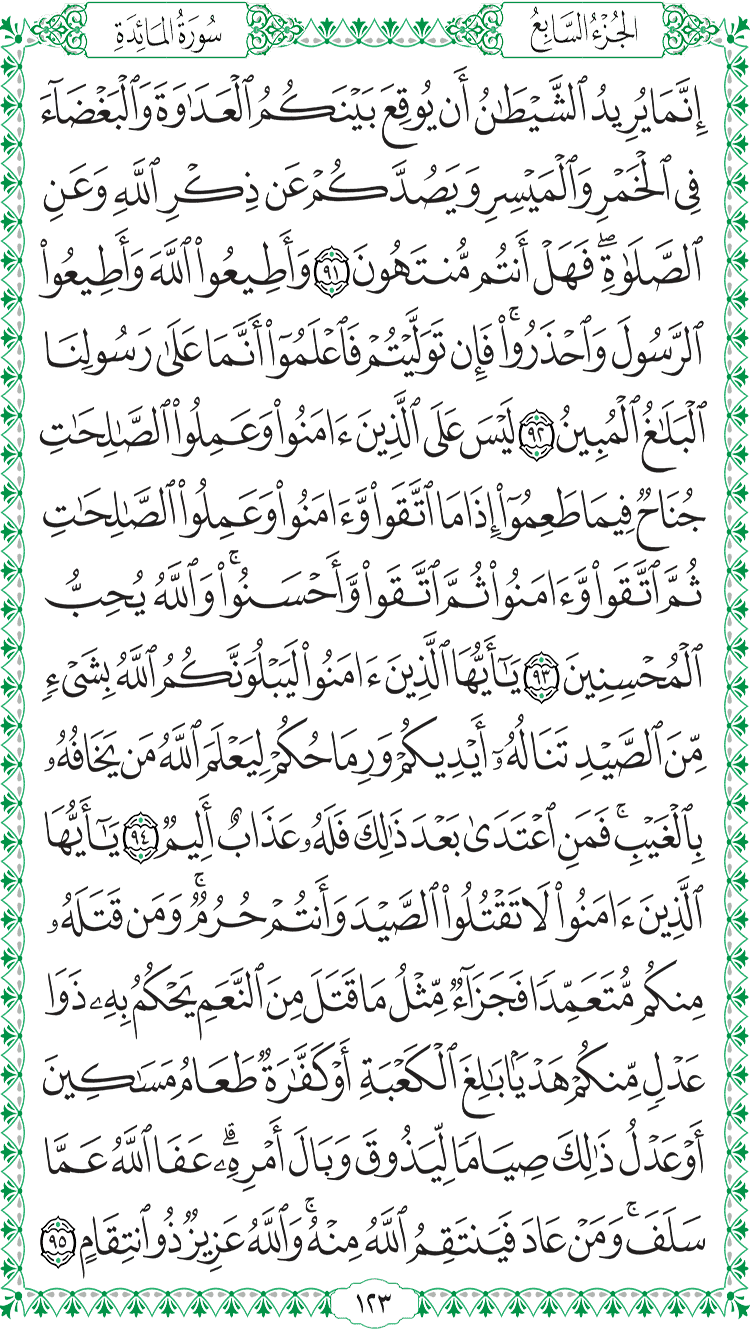 الجُزْءُ السَّابِعُ
سُورَةُ المَائِدَةِ
إِنَّمَا يُرِيدُ ٱلشَّيْطَٰنُ أَن يُوقِعَ بَيْنَكُمُ ٱلْعَدَٰوَةَ وَٱلْبَغْضَآءَ
فِى ٱلْخَمْرِ وَٱلْمَيْسِرِ وَيَصُدَّكُمْ عَن ذِكْرِ ٱللَّهِ وَعَنِ
ٱلصَّلَوٰةِ ۖ فَهَلْ أَنتُم مُّنتَهُونَ ٩١ وَأَطِيعُوا۟ ٱللَّهَ وَأَطِيعُوا۟
ٱلرَّسُولَ وَٱحْذَرُوا۟ ۚ فَإِن تَوَلَّيْتُمْ فَٱعْلَمُوٓا۟ أَنَّمَا عَلَىٰ رَسُولِنَا
ٱلْبَلَٰغُ ٱلْمُبِينُ ٩٢ لَيْسَ عَلَى ٱلَّذِينَ ءَامَنُوا۟ وَعَمِلُوا۟ ٱلصَّٰلِحَٰتِ
جُنَاحٌ فِيمَا طَعِمُوٓا۟ إِذَا مَا ٱتَّقَوا۟ وَّءَامَنُوا۟ وَعَمِلُوا۟ ٱلصَّٰلِحَٰتِ
ثُمَّ ٱتَّقَوا۟ وَّءَامَنُوا۟ ثُمَّ ٱتَّقَوا۟ وَّأَحْسَنُوا۟ ۚ وَٱللَّهُ يُحِبُّ
ٱلْمُحْسِنِينَ ٩٣ يَٰٓأَيُّهَا ٱلَّذِينَ ءَامَنُوا۟ لَيَبْلُوَنَّكُمُ ٱللَّهُ بِشَىْءٍ
مِّنَ ٱلصَّيْدِ تَنَالُهُۥٓ أَيْدِيكُمْ وَرِمَاحُكُمْ لِيَعْلَمَ ٱللَّهُ مَن يَخَافُهُۥ
بِٱلْغَيْبِ ۚ فَمَنِ ٱعْتَدَىٰ بَعْدَ ذَٰلِكَ فَلَهُۥ عَذَابٌ أَلِيمٌ ٩٤ يَٰٓأَيُّهَا
ٱلَّذِينَ ءَامَنُوا۟ لَا تَقْتُلُوا۟ ٱلصَّيْدَ وَأَنتُمْ حُرُمٌ ۚ وَمَن قَتَلَهُۥ
مِنكُم مُّتَعَمِّدًا فَجَزَآءٌ مِّثْلُ مَا قَتَلَ مِنَ ٱلنَّعَمِ يَحْكُمُ بِهِۦ ذَوَا
عَدْلٍ مِّنكُمْ هَدْيًۢا بَٰلِغَ ٱلْكَعْبَةِ أَوْ كَفَّٰرَةٌ طَعَامُ مَسَٰكِينَ
أَوْ عَدْلُ ذَٰلِكَ صِيَامًا لِّيَذُوقَ وَبَالَ أَمْرِهِۦ ۗ عَفَا ٱللَّهُ عَمَّا
سَلَفَ ۚ وَمَنْ عَادَ فَيَنتَقِمُ ٱللَّهُ مِنْهُ ۗ وَٱللَّهُ عَزِيزٌ ذُو ٱنتِقَامٍ ٩٥
١٢٣